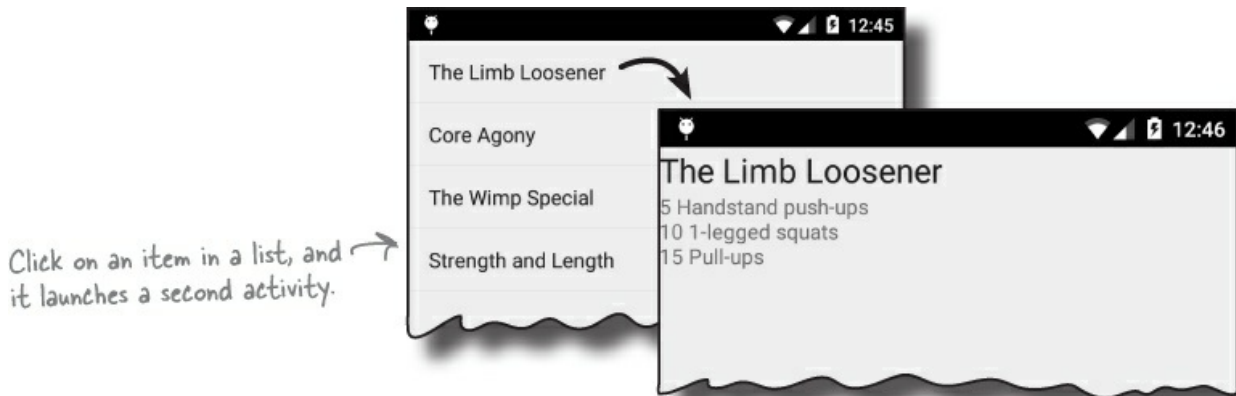 12:45
The Limb Loosener
Core Agony
The Wimp Special
Strength and Length
12:46
The Limb Loosener
5 Handstand push-ups
10 1-legged squats
15 Pull-ups
Click on an item in a list, and
it launches a second activity.